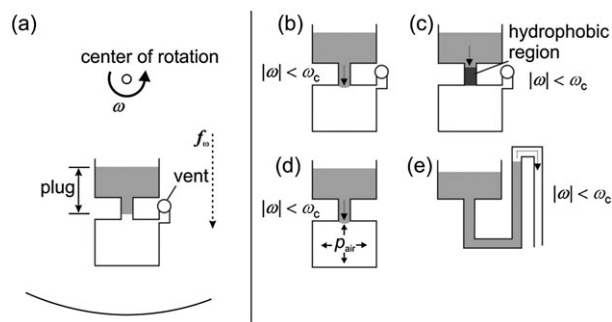 (a)
center of rotation
ω
f_ω
plug
vent
(b)
|ω| < ω_c
(c)
hydrophobic
region
|ω| < ω_c
(d)
|ω| < ω_c
p_air
(e)
|ω| < ω_c